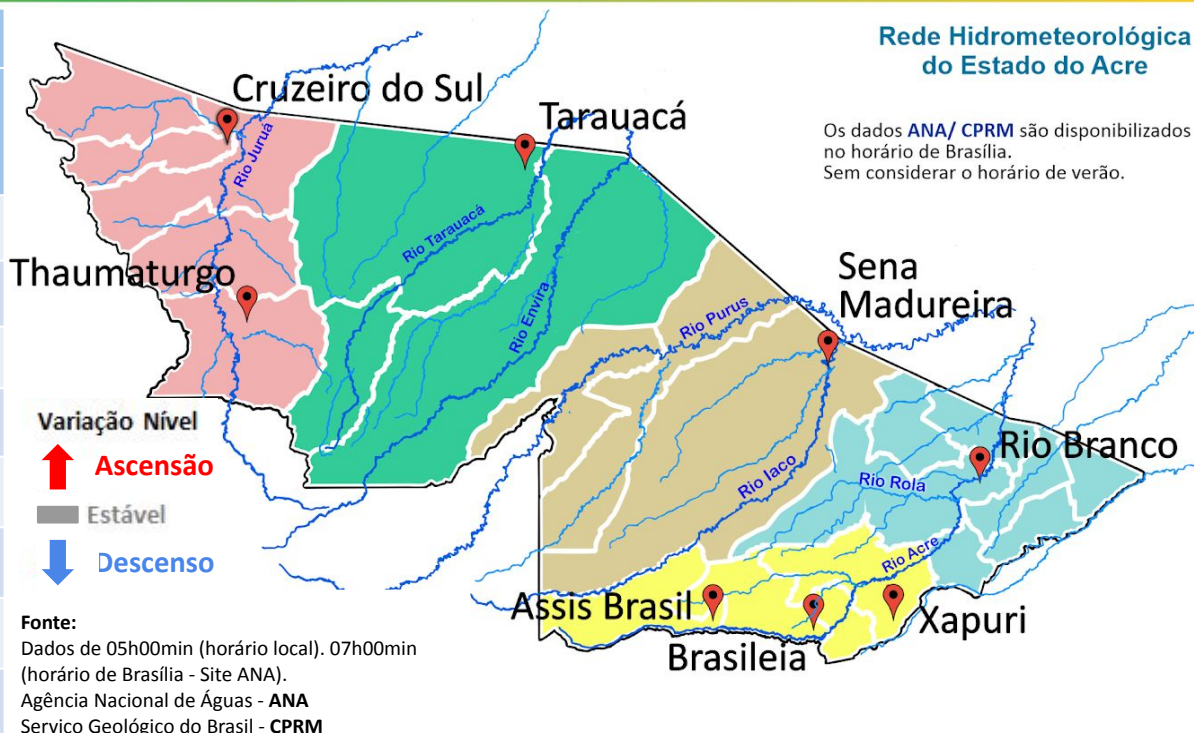 Rede Hidrometeorológica
do Estado do Acre
Os dados ANA/ CPRM são disponibilizados
no horário de Brasília.
Sem considerar o horário de verão.
Cruzeiro do Sul
Tarauacá
Rio Juruá
Rio Tarauacá
Thaumaturgo
Rio Envira
Sena
Madureira
Rio Purus
Variação Nível
Ascensão
Estável
Descenso
Rio Branco
Rio Iaco
Rio Rola
Rio Acre
Assis Brasil
Xapuri
Brasileia
Fonte:
Dados de 05h00min (horário local). 07h00min
(horário de Brasília - Site ANA).
Agência Nacional de Águas - ANA
Serviço Geológico do Brasil - CPRM